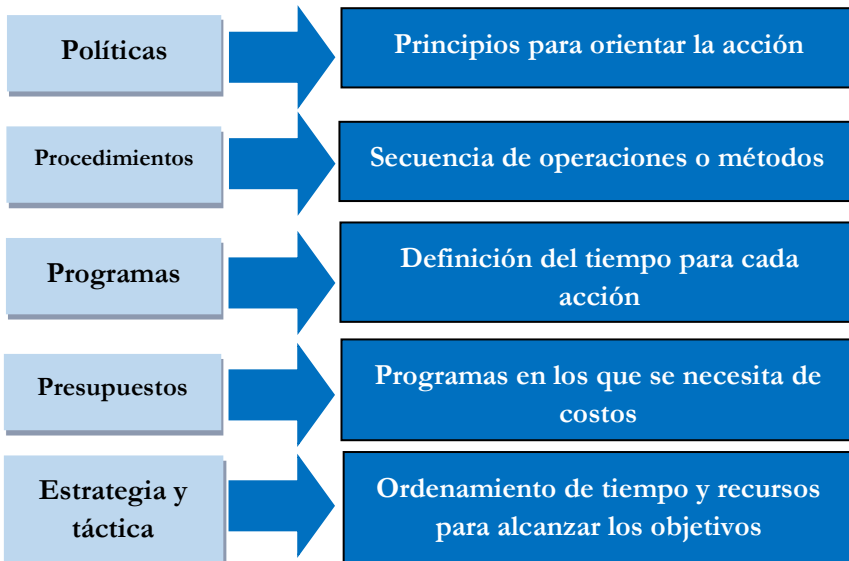 Políticas
Principios para orientar la acción
Procedimientos
Secuencia de operaciones o métodos
Programas
Definición del tiempo para cada
acción
Presupuestos
Programas en los que se necesita de
costos
Estrategia y
táctica
Ordenamiento de tiempo y recursos
para alcanzar los objetivos